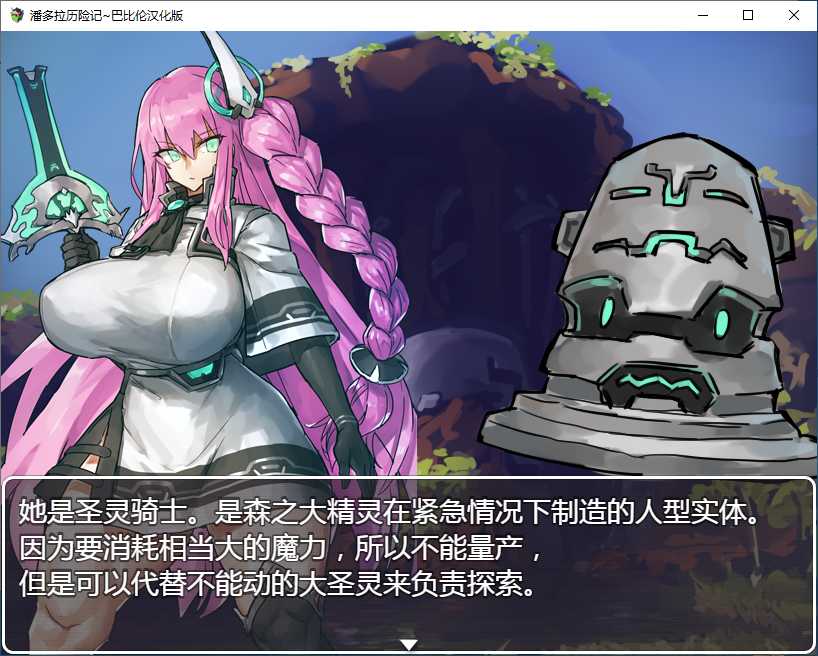 潘多拉历险记~巴比伦汉化版
她是圣灵骑士。是森之大精灵在紧急情况下制造的人型实体。
因为要消耗相当大的魔力，所以不能量产，
但是可以代替不能动的大圣灵来负责探索。